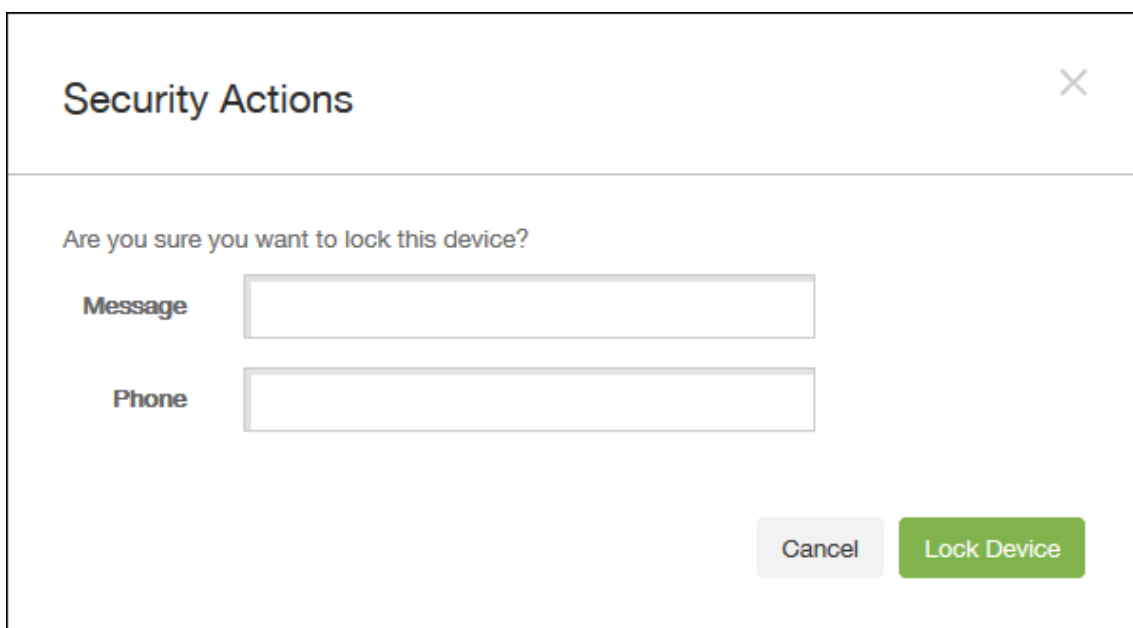 Security Actions
Are you sure you want to lock this device?
Message
Phone
Cancel Lock Device